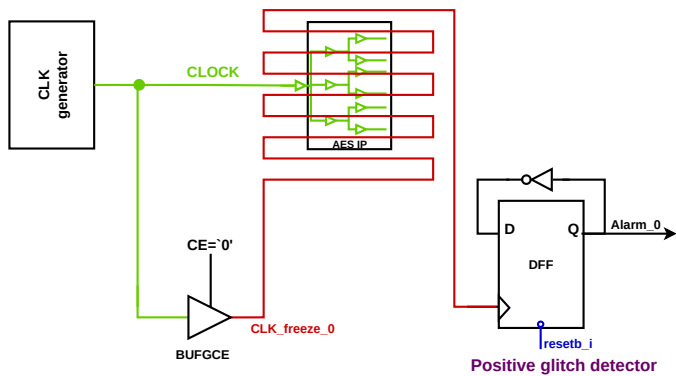 CLK
generator
CLOCK
AES IP
CE=`0'
BUFGCE
CLK_freeze_0
D
Q
DFF
Alarm_0
resetb_i
Positive glitch detector